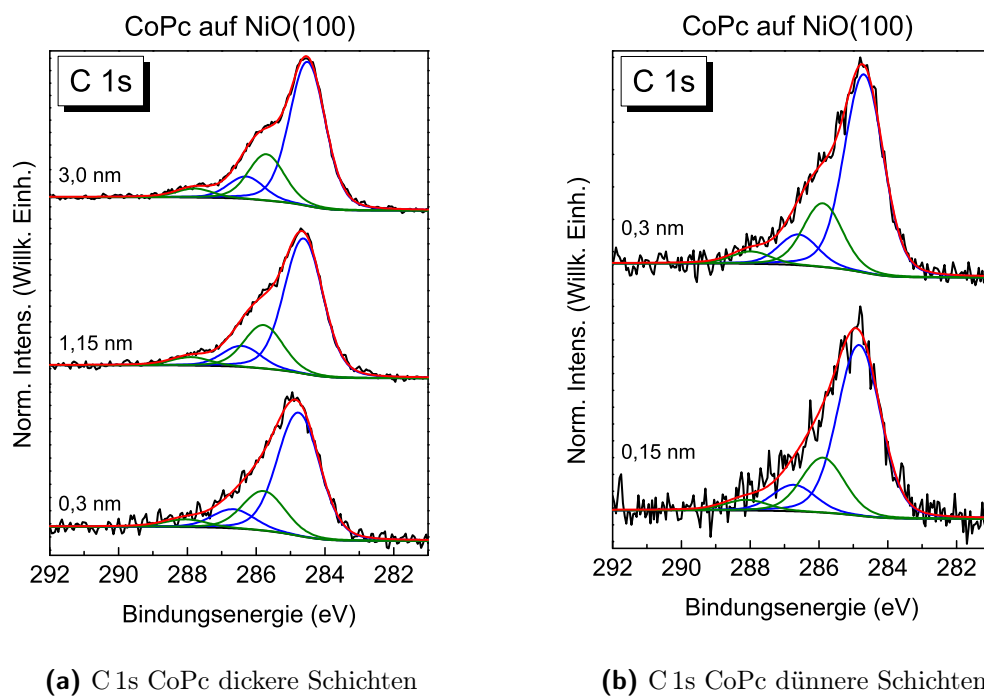 CoPc auf NiO(100)
C 1s
3,0 nm
1,15 nm
0,3 nm
Norm. Intens. (Willk. Einh.)
292 290 288 286 284 282
Bindungsenergie (eV)
(a) C 1s CoPc dickere Schichten
CoPc auf NiO(100)
C 1s
0,3 nm
0,15 nm
Norm. Intens. (Willk. Einh.)
292 290 288 286 284 282
Bindungsenergie (eV)
(b) C 1s CoPc dünnere Schichten